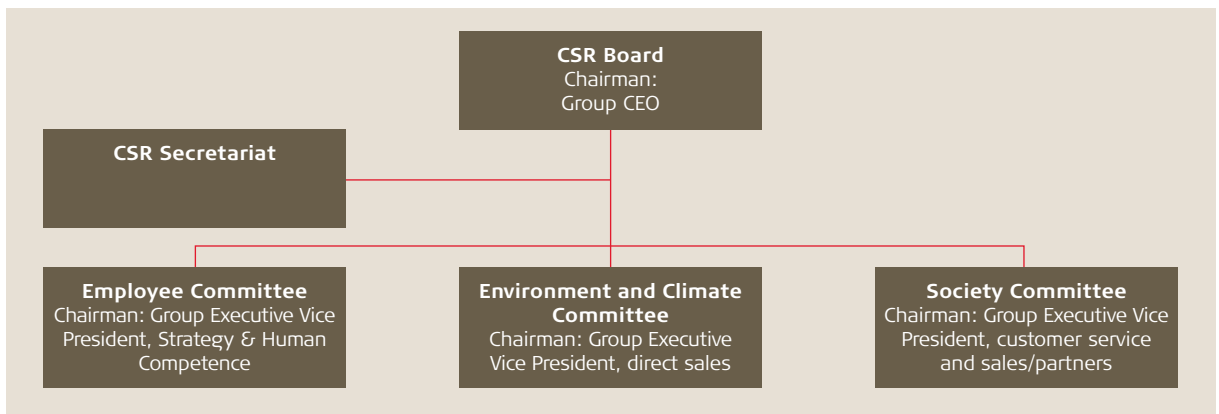 CSR Board
Chairman:
Group CEO
CSR Secretariat
Employee Committee
Chairman: Group Executive Vice
President, Strategy & Human
Competence
Environment and Climate
Committee
Chairman: Group Executive
Vice President, direct sales
Society Committee
Chairman: Group Executive Vice
President, customer service
and sales/partners